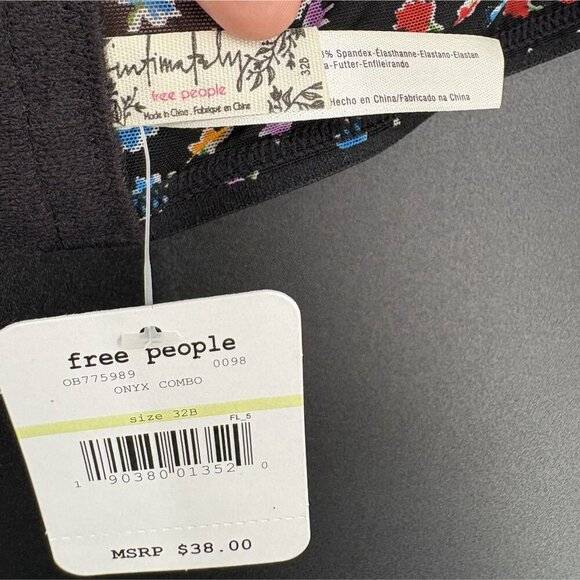 intimately
free people
Made in China . Fabriqué en Chine
32B
% Spandex-Élasthanne-Elastano-Elastan
a-Futter-Enfileirando
Hecho en China/Fabricado na China
free people
OB775989 0098
ONYX COMBO
size 32B
FL_5
1 90380 01352 0
MSRP $38.00